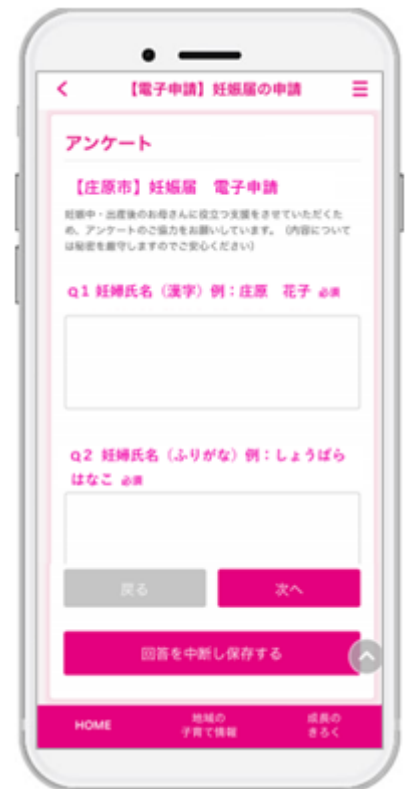 【電子申請】妊娠届の申請
アンケート
【庄原市】妊娠届 電子申請
妊娠中・出産後のお母さんに役立つ支援をさせていただくた
め、アンケートのご協力をお願いしています。（内容について
は秘密を厳守しますのでご安心ください）
Q1 妊婦氏名（漢字）例：庄原 花子 必須
Q2 妊婦氏名（ふりがな）例：しょうばら
はなこ 必須
戻る
次へ
回答を中断し保存する
HOME
地域の
子育て情報
成長の
きろく